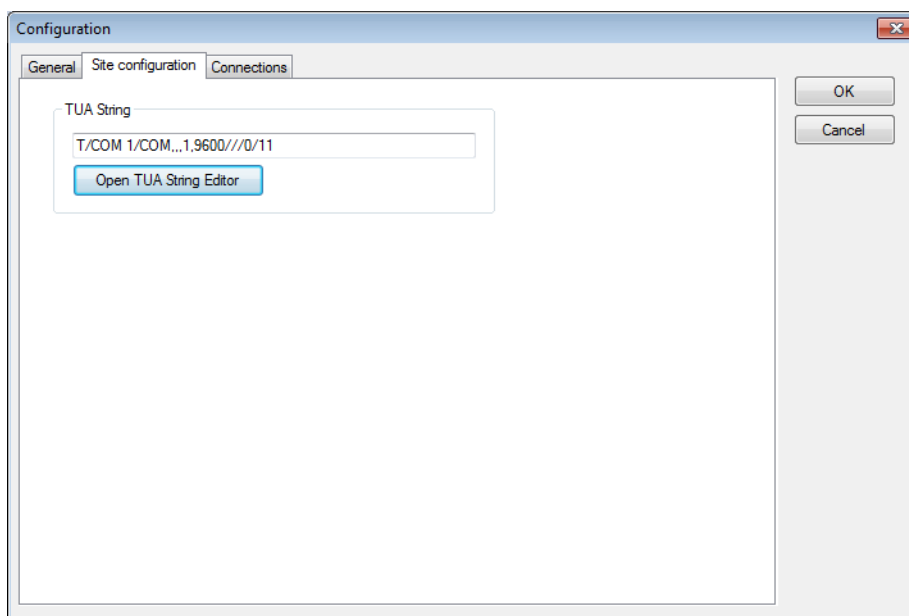 Configuration
General Site configuration Connections
OK
Cancel
TUA String
T/COM 1/COM,,,1,9600///0/11
Open TUA String Editor